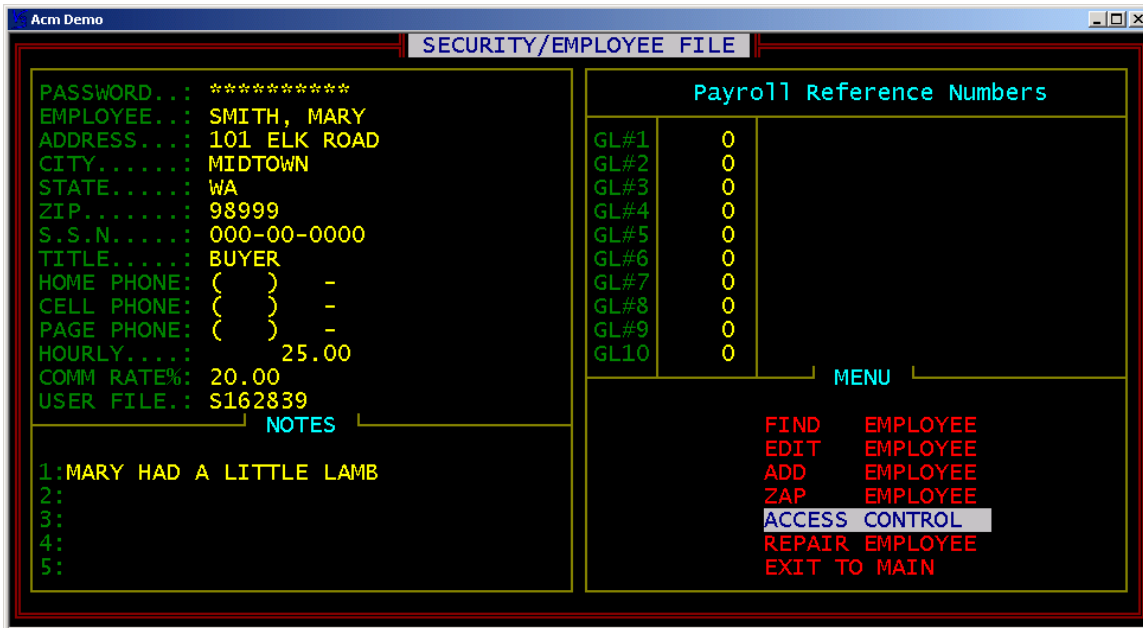 Acm Demo
SECURITY/EMPLOYEE FILE
PASSWORD..: **********
EMPLOYEE..: SMITH, MARY
ADDRESS...: 101 ELK ROAD
CITY......: MIDTOWN
STATE.....: WA
ZIP.......: 98999
S.S.N.....: 000-00-0000
TITLE.....: BUYER
HOME PHONE: (   )   -
CELL PHONE: (   )   -
PAGE PHONE: (   )   -
HOURLY....: 25.00
COMM RATE%: 20.00
USER FILE.: S162839
NOTES
1:MARY HAD A LITTLE LAMB
2:
3:
4:
5:
Payroll Reference Numbers
GL#1 0
GL#2 0
GL#3 0
GL#4 0
GL#5 0
GL#6 0
GL#7 0
GL#8 0
GL#9 0
GL10 0
MENU
FIND EMPLOYEE
EDIT EMPLOYEE
ADD EMPLOYEE
ZAP EMPLOYEE
ACCESS CONTROL
REPAIR EMPLOYEE
EXIT TO MAIN